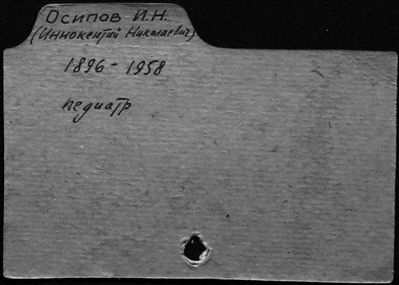 Осипов И.Н.
(Иннокентий Николаевич)
1896 - 1958
педиатр